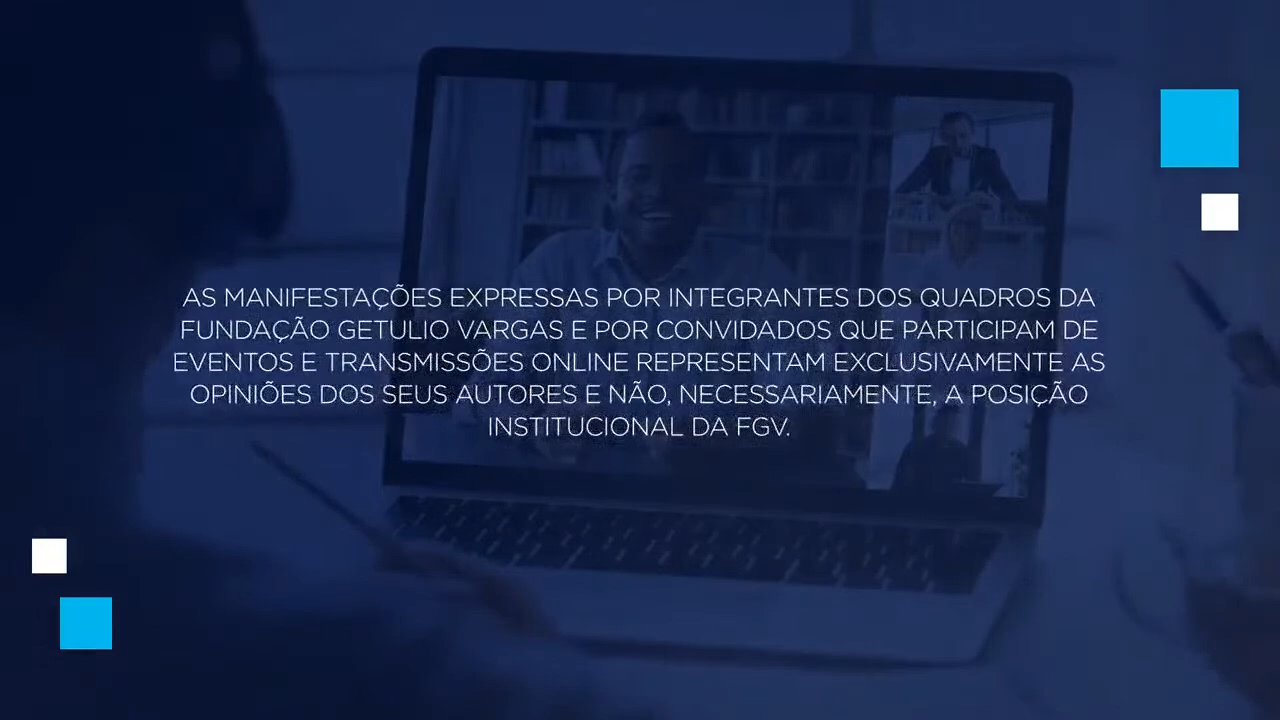 AS MANIFESTAÇÕES EXPRESSAS POR INTEGRANTES DOS QUADROS DA
FUNDAÇÃO GETULIO VARGAS E POR CONVIDADOS QUE PARTICIPAM DE
EVENTOS E TRANSMISSÕES ONLINE REPRESENTAM EXCLUSIVAMENTE AS
OPINIÕES DOS SEUS AUTORES E NÃO, NECESSARIAMENTE, A POSIÇÃO
INSTITUCIONAL DA FGV.